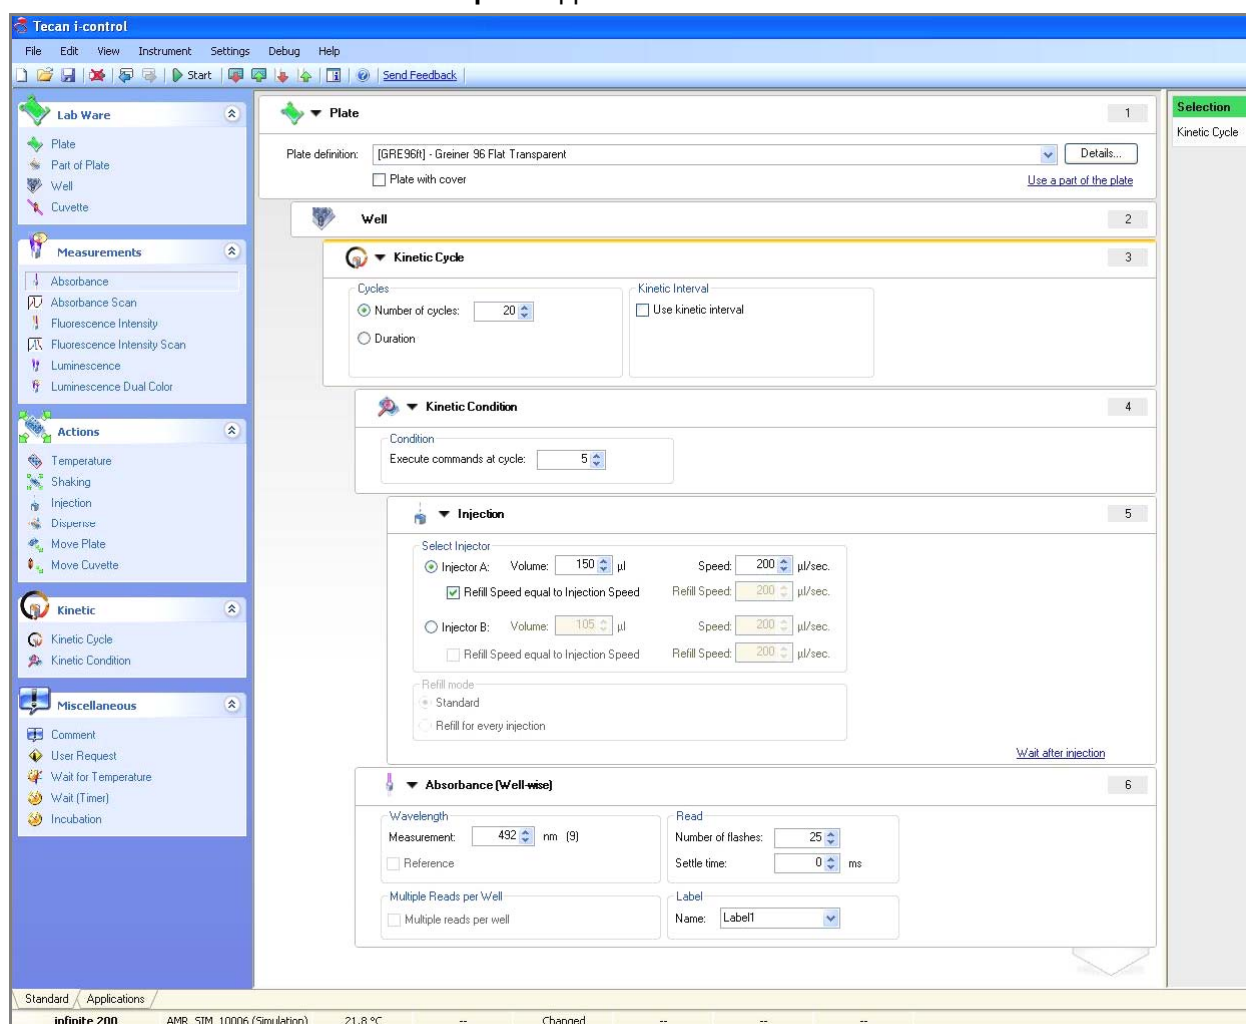 Tecan i-control
File Edit View Instrument Settings Debug Help
Start Send Feedback
Lab Ware
Plate
Part of Plate
Well
Cuvette
Measurements
Absorbance
Absorbance Scan
Fluorescence Intensity
Fluorescence Intensity Scan
Luminescence
Luminescence Dual Color
Actions
Temperature
Shaking
Injection
Dispense
Move Plate
Move Cuvette
Kinetic
Kinetic Cycle
Kinetic Condition
Miscellaneous
Comment
User Request
Wait for Temperature
Wait (Timer)
Incubation
Plate 1
Plate definition: [GRE96ft] - Greiner 96 Flat Transparent Details...
Plate with cover Use a part of the plate
Well 2
Kinetic Cycle 3
Cycles Kinetic Interval
Number of cycles: 20 Use kinetic interval
Duration
Kinetic Condition 4
Condition
Execute commands at cycle: 5
Injection 5
Select Injector
Injector A: Volume: 150 µl Speed: 200 µl/sec.
Refill Speed equal to Injection Speed Refill Speed: 200 µl/sec.
Injector B: Volume: 105 µl Speed: 200 µl/sec.
Refill Speed equal to Injection Speed Refill Speed: 200 µl/sec.
Refill mode
Standard
Refill for every injection
Wait after injection
Absorbance (Well-wise) 6
Wavelength Read
Measurement: 492 nm (9) Number of flashes: 25
Reference Settle time: 0 ms
Multiple Reads per Well Label
Multiple reads per well Name: Label1
Selection
Kinetic Cycle
Standard Applications
infinite 200 AMR_SIM_10006 (Simulation) 21.8 °C -- Changed -- -- --